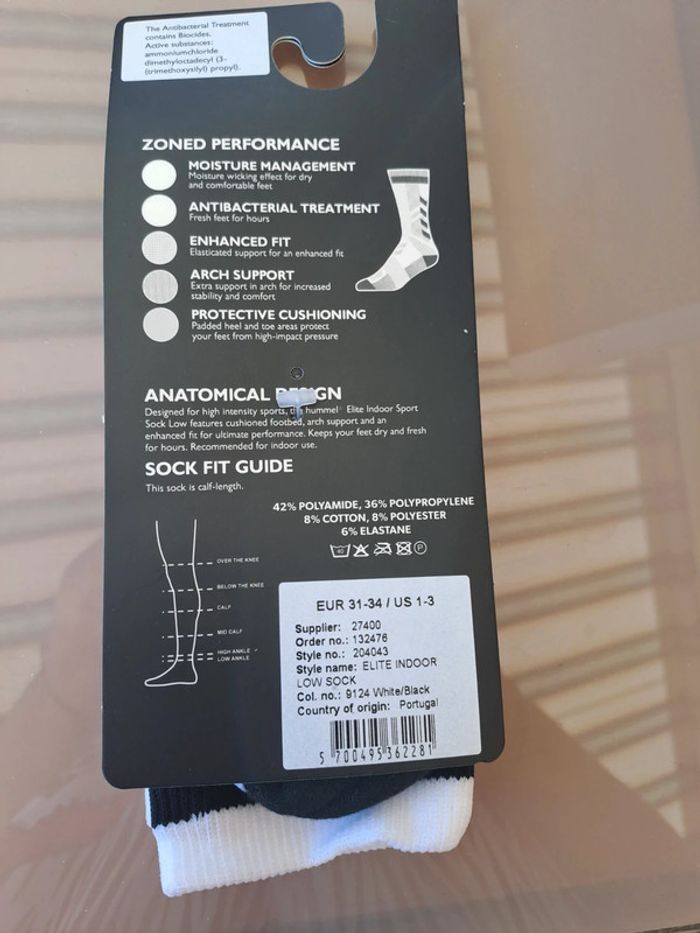 The Antibacterial Treatment
contains Biocides.
Active substances:
ammoniumchloride
dimethyloctadecyl (3-
(trimethoxysilyl) propyl).
ZONED PERFORMANCE
MOISTURE MANAGEMENT
Moisture wicking effect for dry
and comfortable feet
ANTIBACTERIAL TREATMENT
Fresh feet for hours
ENHANCED FIT
Elasticated support for an enhanced fit
ARCH SUPPORT
Extra support in arch for increased
stability and comfort
PROTECTIVE CUSHIONING
Padded heel and toe areas protect
your feet from high-impact pressure
ANATOMICAL DESIGN
Designed for high intensity sports, the hummel® Elite Indoor Sport
Sock Low features cushioned footbed, arch support and an
enhanced fit for ultimate performance. Keeps your feet dry and fresh
for hours. Recommended for indoor use.
SOCK FIT GUIDE
This sock is calf-length.
42% POLYAMIDE, 36% POLYPROPYLENE
8% COTTON, 8% POLYESTER
6% ELASTANE
40 P
OVER THE KNEE
BELOW THE KNEE
CALF
MID CALF
HIGH ANKLE
LOW ANKLE
EUR 31-34 / US 1-3
Supplier: 27400
Order no.: 132476
Style no.: 204043
Style name: ELITE INDOOR
LOW SOCK
Col. no.: 9124 White/Black
Country of origin: Portugal
5 700495 362281